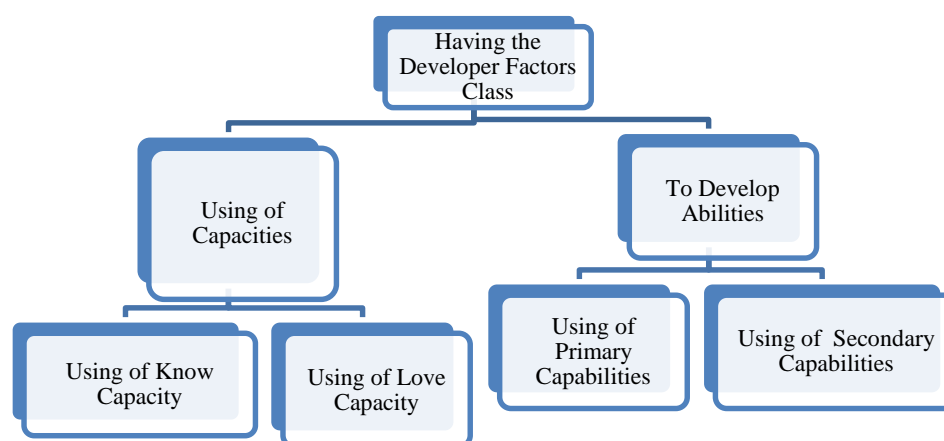 Having the
Developer Factors
Class
Using of
Capacities
To Develop
Abilities
Using of Know
Capacity
Using of Love
Capacity
Using of
Primary
Capabilities
Using of  Secondary
Capabilities